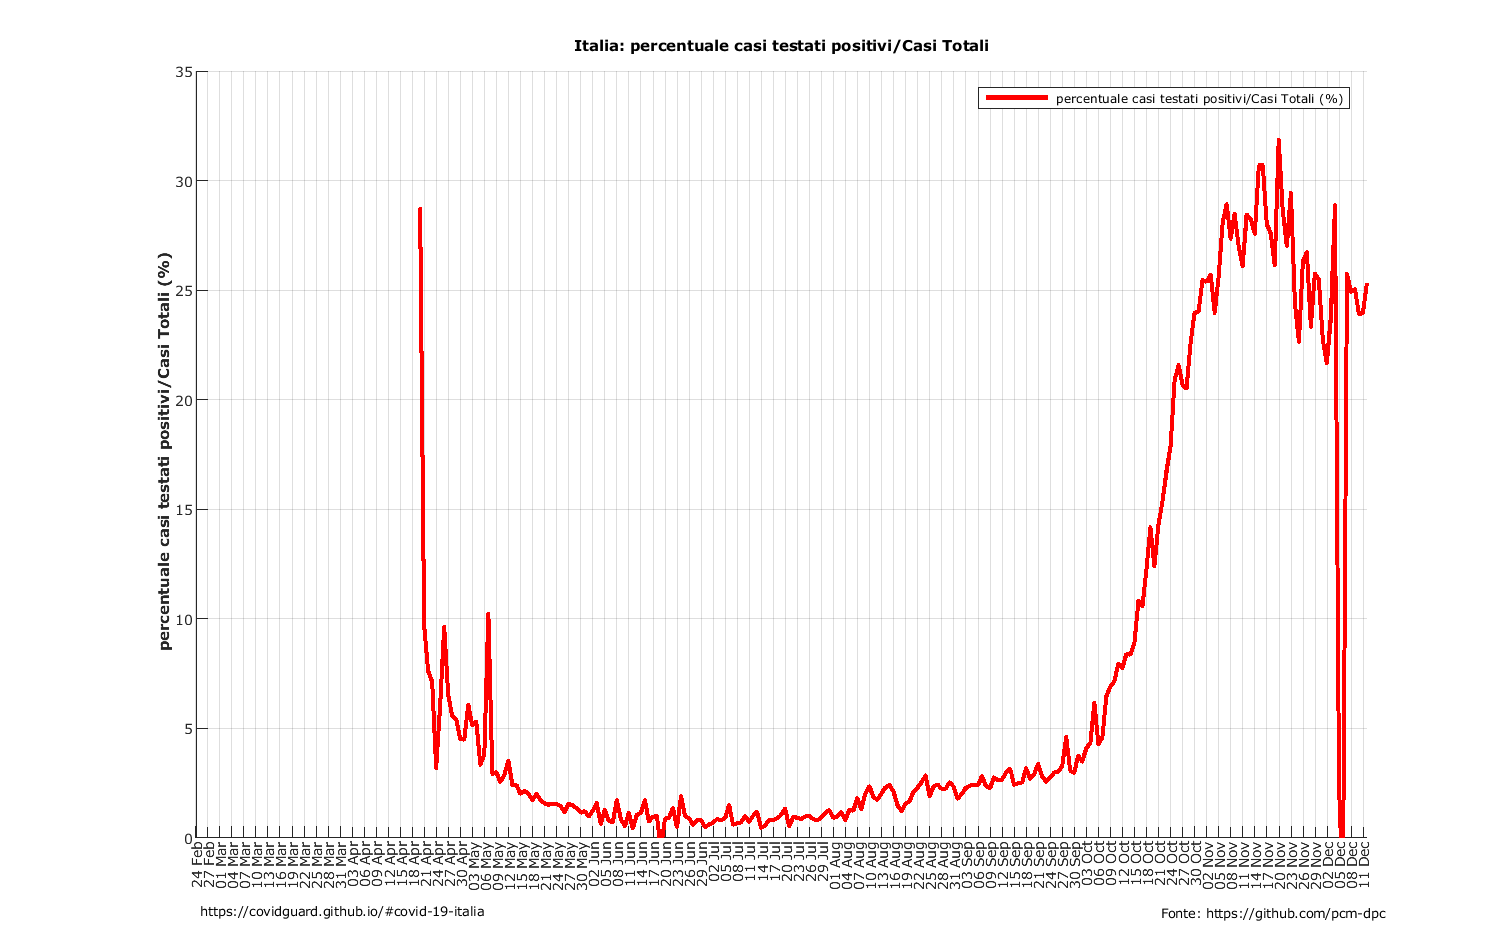 Italia: percentuale casi testati positivi/Casi Totali
percentuale casi testati positivi/Casi Totali (%)
percentuale casi testati positivi/Casi Totali (%)
35
30
25
20
15
10
5
0
24 Feb
27 Feb
01 Mar
04 Mar
07 Mar
10 Mar
13 Mar
16 Mar
19 Mar
22 Mar
25 Mar
28 Mar
31 Mar
03 Apr
06 Apr
09 Apr
12 Apr
15 Apr
18 Apr
21 Apr
24 Apr
27 Apr
30 Apr
03 May
06 May
09 May
12 May
15 May
18 May
21 May
24 May
27 May
30 May
02 Jun
05 Jun
08 Jun
11 Jun
14 Jun
17 Jun
20 Jun
23 Jun
26 Jun
29 Jun
02 Jul
05 Jul
08 Jul
11 Jul
14 Jul
17 Jul
20 Jul
23 Jul
26 Jul
29 Jul
01 Aug
04 Aug
07 Aug
10 Aug
13 Aug
16 Aug
19 Aug
22 Aug
25 Aug
28 Aug
31 Aug
03 Sep
06 Sep
09 Sep
12 Sep
15 Sep
18 Sep
21 Sep
24 Sep
27 Sep
30 Sep
03 Oct
06 Oct
09 Oct
12 Oct
15 Oct
18 Oct
21 Oct
24 Oct
27 Oct
30 Oct
02 Nov
05 Nov
08 Nov
11 Nov
14 Nov
17 Nov
20 Nov
23 Nov
26 Nov
29 Nov
02 Dec
05 Dec
08 Dec
11 Dec
https://covidguard.github.io/#covid-19-italia
Fonte: https://github.com/pcm-dpc